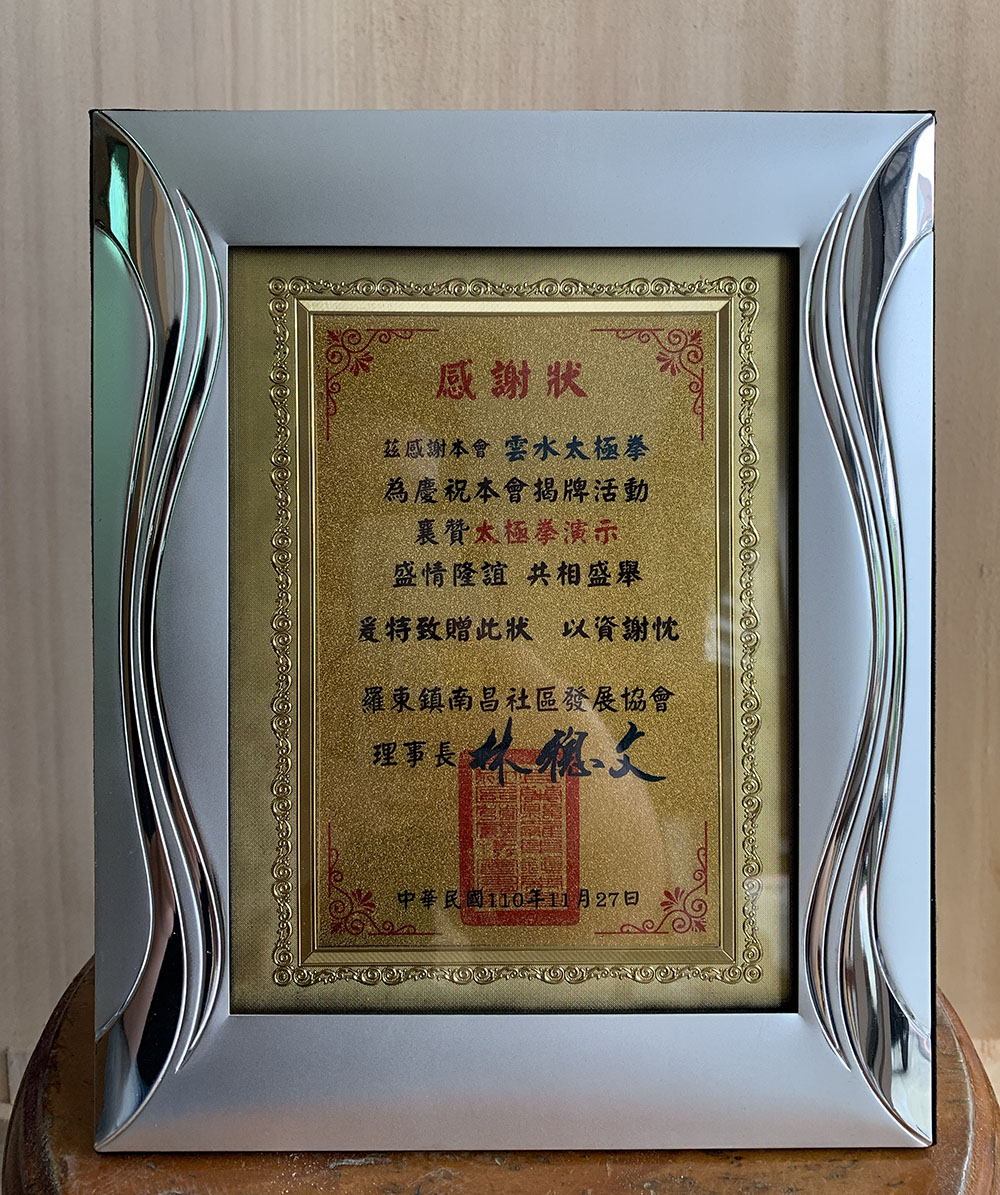 感謝狀
茲感謝本會 雲水太極拳
為慶祝本會揭牌活動
襄贊太極拳演示
盛情隆誼 共相盛舉
爰特致贈此狀 以資謝忱
羅東鎮南昌社區發展協會
理事長 林聰文
中華民國110年11月27日